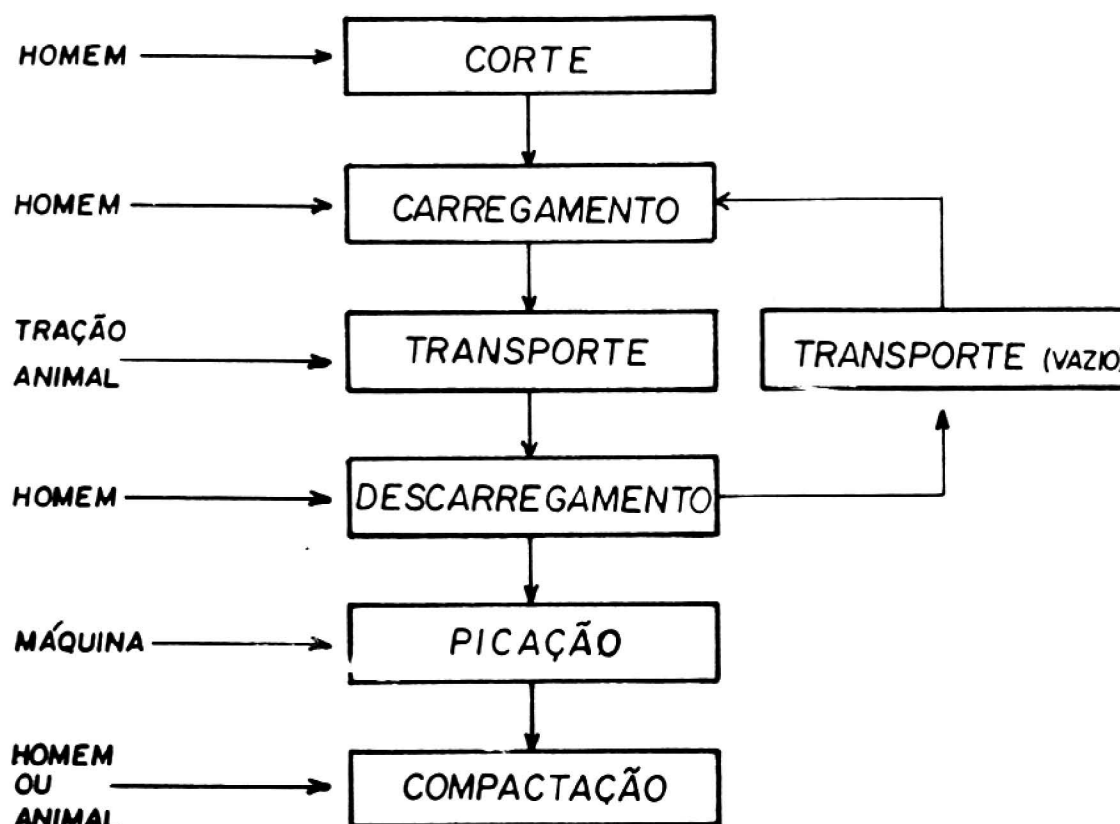 HOMEM
CORTE
HOMEM
CARREGAMENTO
TRAÇÃO
ANIMAL
TRANSPORTE
TRANSPORTE (VAZIO)
HOMEM
DESCARREGAMENTO
MÁQUINA
PICAÇÃO
HOMEM
OU
ANIMAL
COMPACTAÇÃO